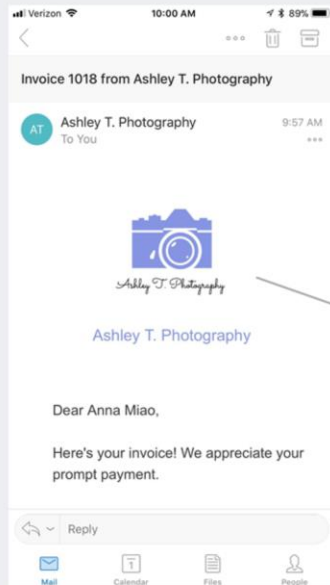 Verizon 10:00 AM 89%
Invoice 1018 from Ashley T. Photography
AT
Ashley T. Photography 9:57 AM
To You
Ashley T. Photography
Ashley T. Photography
Dear Anna Miao,
Here's your invoice! We appreciate your
prompt payment.
Reply
1
Mail Calendar Files People